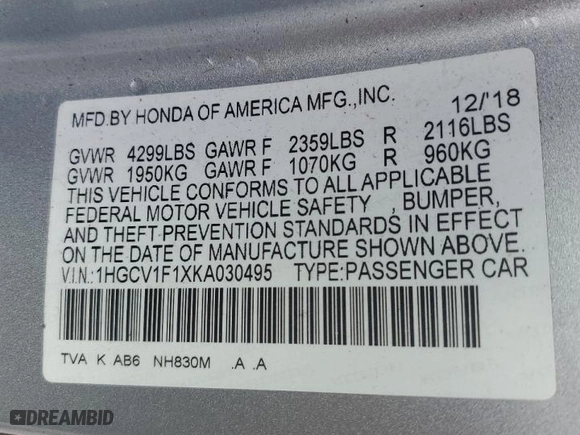 MFD.BY HONDA OF AMERICA MFG.,INC. 12/'18
GVWR 4299LBS GAWR F 2359LBS R 2116LBS
GVWR 1950KG GAWR F 1070KG R 960KG
THIS VEHICLE CONFORMS TO ALL APPLICABLE
FEDERAL MOTOR VEHICLE SAFETY , BUMPER,
AND THEFT PREVENTION STANDARDS IN EFFECT
ON THE DATE OF MANUFACTURE SHOWN ABOVE.
V.I.N.:1HGCV1F1XKA030495 TYPE:PASSENGER CAR
TVA K AB6 NH830M .A .A
DREAMBID